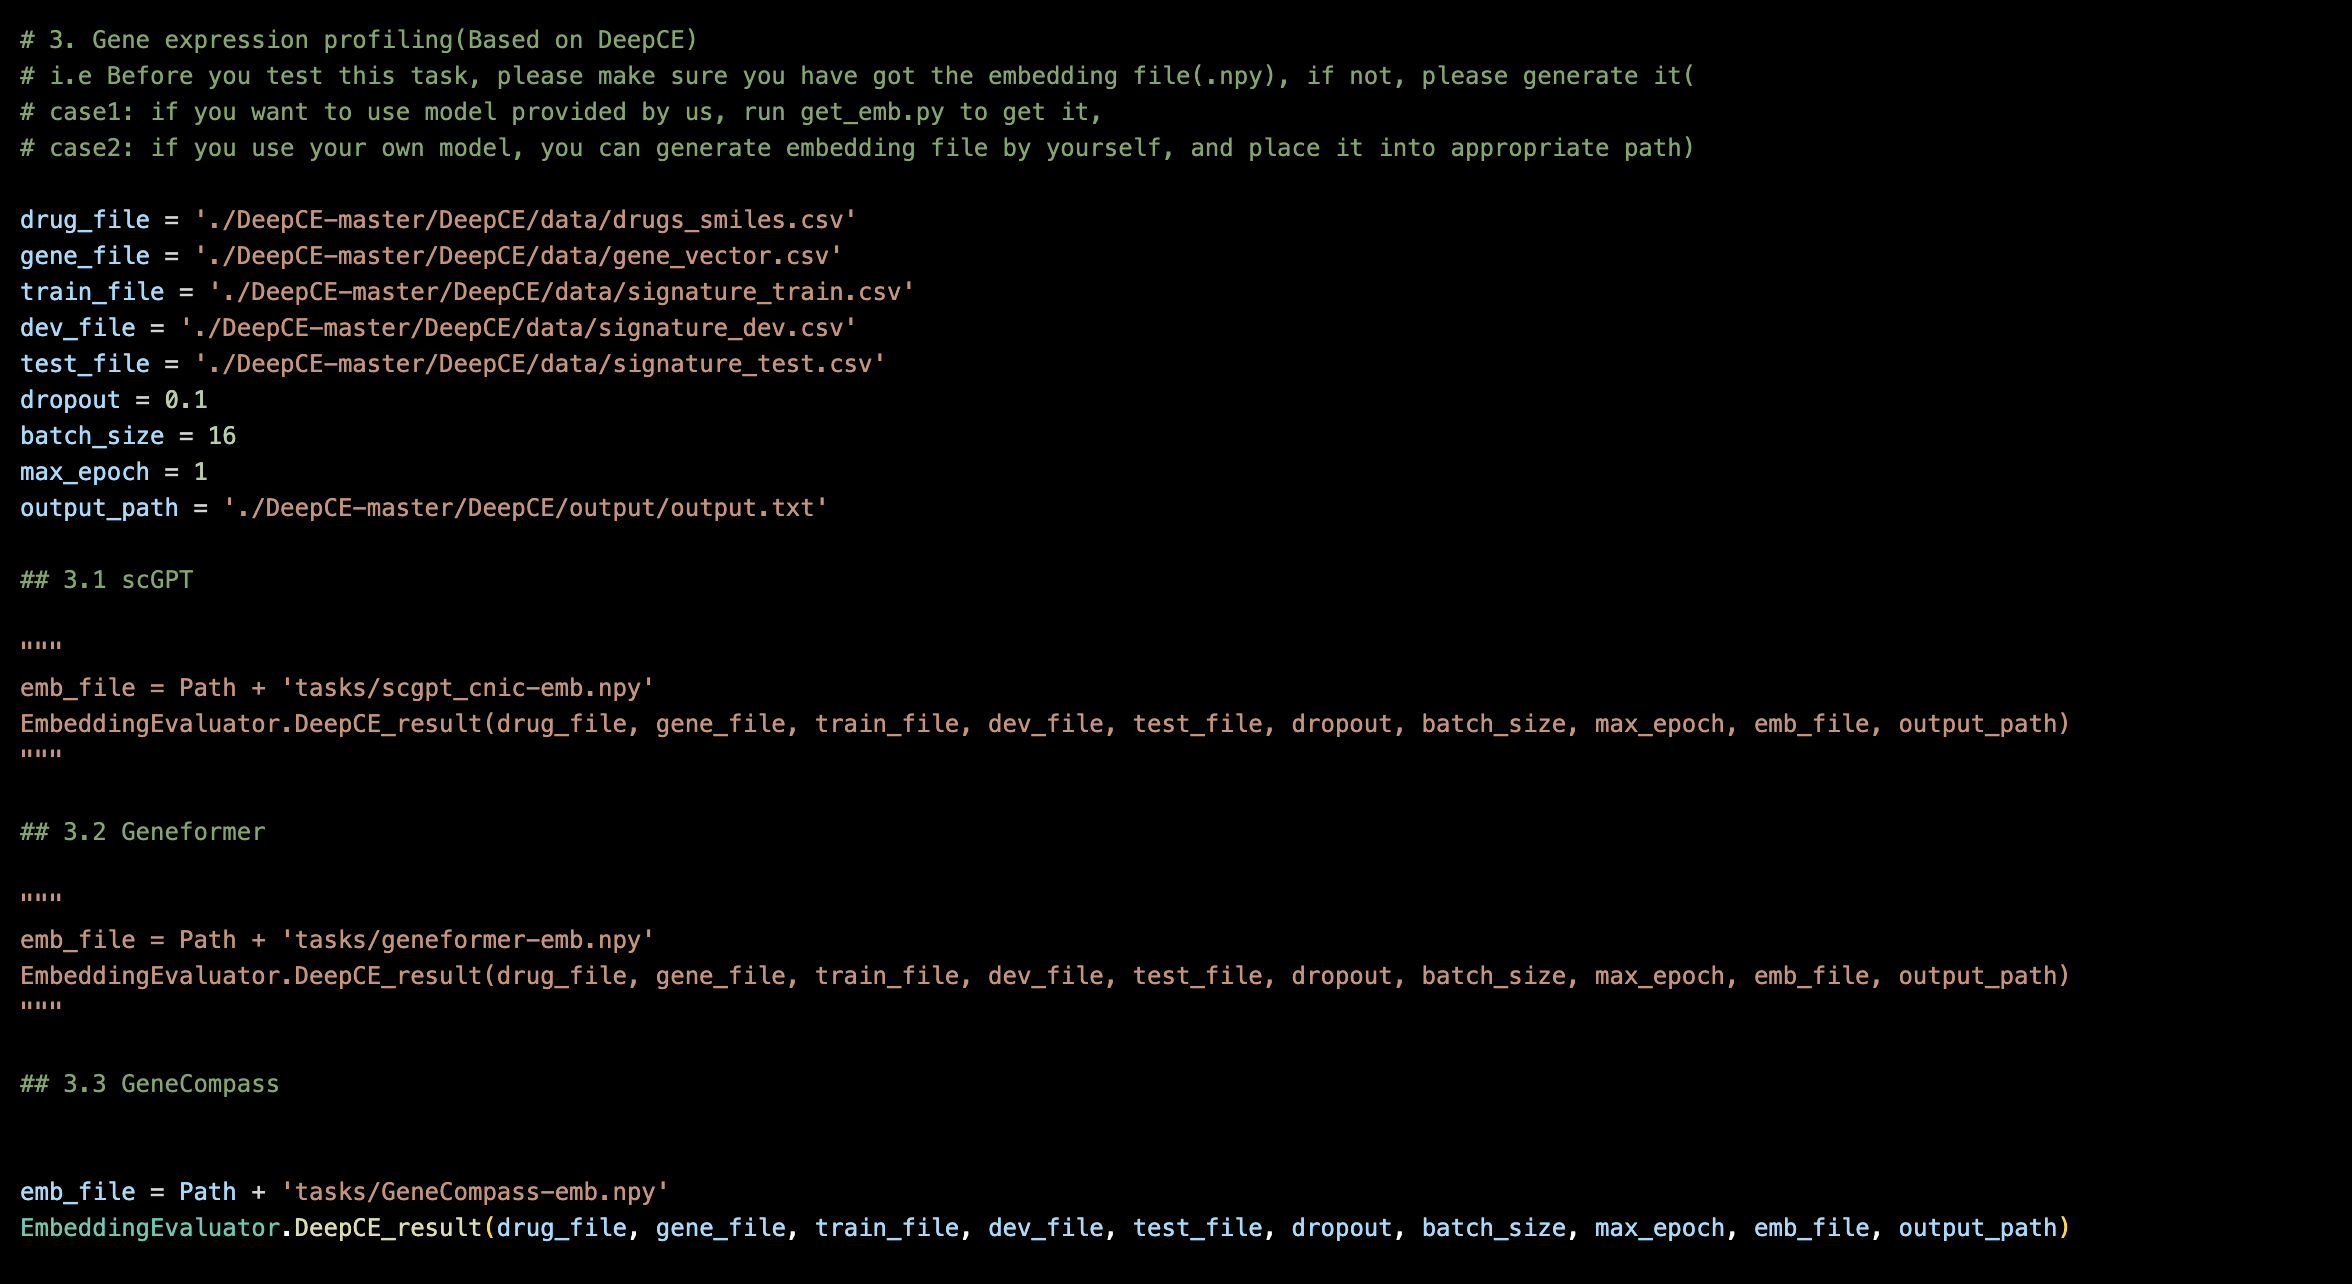 # 3. Gene expression profiling(Based on DeepCE)
# i.e Before you test this task, please make sure you have got the embedding file(.npy), if not, please generate it(
# case1: if you want to use model provided by us, run get_emb.py to get it,
# case2: if you use your own model, you can generate embedding file by yourself, and place it into appropriate path)
drug_file = './DeepCE-master/DeepCE/data/drugs_smiles.csv'
gene_file = './DeepCE-master/DeepCE/data/gene_vector.csv'
train_file = './DeepCE-master/DeepCE/data/signature_train.csv'
dev_file = './DeepCE-master/DeepCE/data/signature_dev.csv'
test_file = './DeepCE-master/DeepCE/data/signature_test.csv'
dropout = 0.1
batch_size = 16
max_epoch = 1
output_path = './DeepCE-master/DeepCE/output/output.txt'
## 3.1 scGPT
"""
emb_file = Path + 'tasks/scgpt_cnic-emb.npy'
EmbeddingEvaluator.DeepCE_result(drug_file, gene_file, train_file, dev_file, test_file, dropout, batch_size, max_epoch, emb_file, output_path)
"""
## 3.2 Geneformer
"""
emb_file = Path + 'tasks/geneformer-emb.npy'
EmbeddingEvaluator.DeepCE_result(drug_file, gene_file, train_file, dev_file, test_file, dropout, batch_size, max_epoch, emb_file, output_path)
"""
## 3.3 GeneCompass
emb_file = Path + 'tasks/GeneCompass-emb.npy'
EmbeddingEvaluator.DeepCE_result(drug_file, gene_file, train_file, dev_file, test_file, dropout, batch_size, max_epoch, emb_file, output_path)